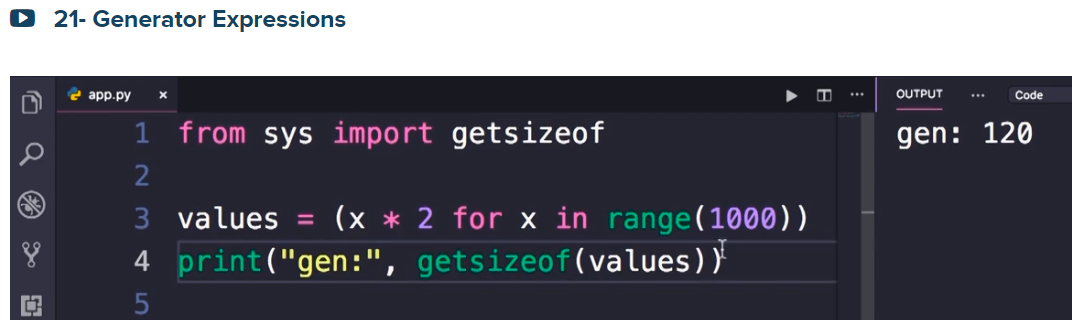 21- Generator Expressions
app.py ×
OUTPUT ... Code
1 from sys import getsizeof
2
3 values = (x * 2 for x in range(1000))
4 print("gen:", getsizeof(values))
5
gen: 120